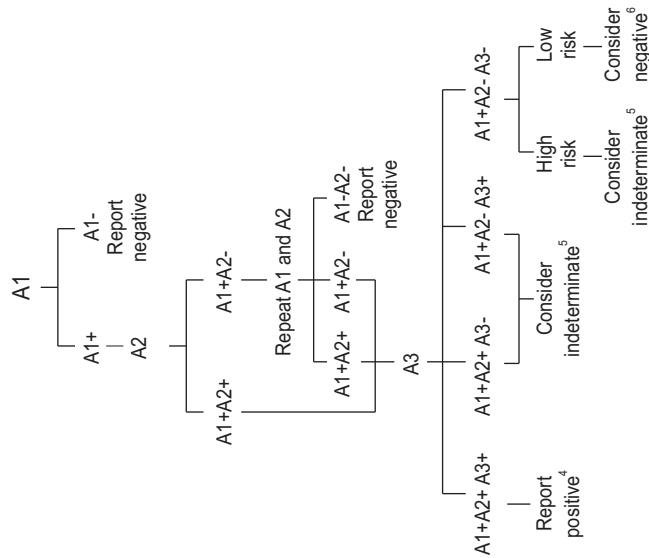 A1
A1+
A1-
Report
negative
A2
A1+A2+
A1+A2-
Repeat A1 and A2
A1+A2+
A1+A2-
A1-A2-
Report
negative
A3
A1+A2+ A3+
A1+A2+ A3-
A1+A2- A3+
A1+A2- A3-
Report
positive⁴
Consider
indeterminate⁵
High
risk
Low
risk
Consider
indeterminate⁵
Consider
negative⁶